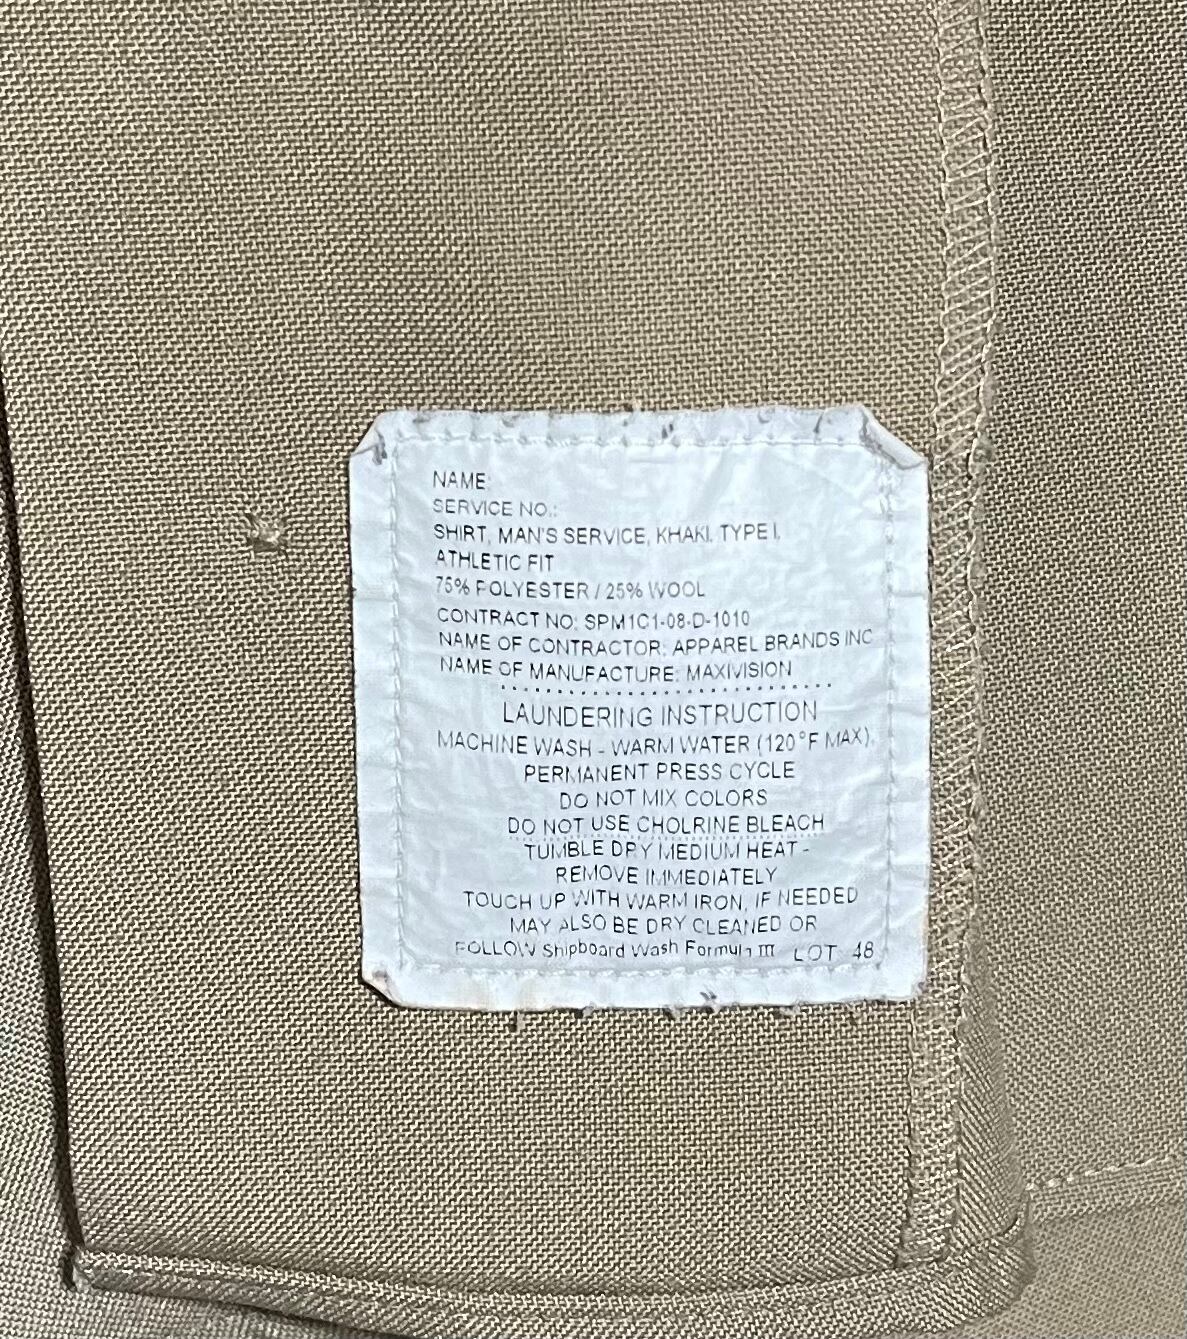 NAME:
SERVICE NO.:
SHIRT, MAN'S SERVICE, KHAKI, TYPE I,
ATHLETIC FIT
75% POLYESTER / 25% WOOL
CONTRACT NO: SPM1C1-08-D-1010
NAME OF CONTRACTOR: APPAREL BRANDS INC
NAME OF MANUFACTURE: MAXIVISION
LAUNDERING INSTRUCTION
MACHINE WASH - WARM WATER (120°F MAX),
PERMANENT PRESS CYCLE
DO NOT MIX COLORS
DO NOT USE CHOLRINE BLEACH
TUMBLE DRY MEDIUM HEAT -
REMOVE IMMEDIATELY
TOUCH UP WITH WARM IRON, IF NEEDED
MAY ALSO BE DRY CLEANED OR
FOLLOW Shipboard Wash Formula III LOT 48